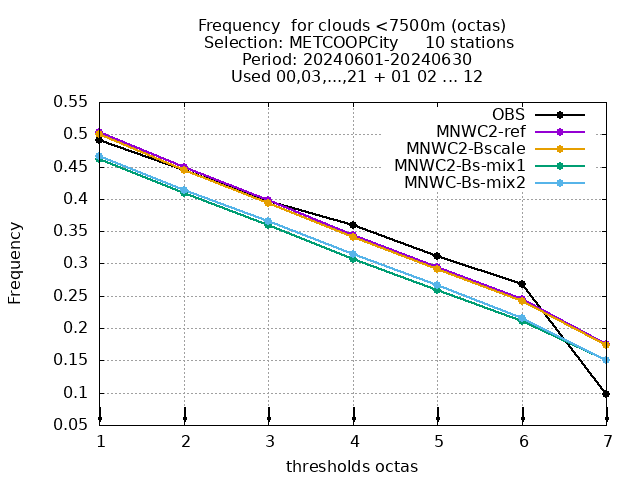 Frequency  for clouds <7500m (octas)
Selection: METCOOPCity     10 stations
Period: 20240601-20240630
Used 00,03,...,21 + 01 02 ... 12
0.55
0.5
0.45
0.4
0.35
0.3
0.25
0.2
0.15
0.1
0.05
Frequency
OBS
MNWC2-ref
MNWC2-Bscale
MNWC2-Bs-mix1
MNWC-Bs-mix2
1 2 3 4 5 6 7
thresholds octas